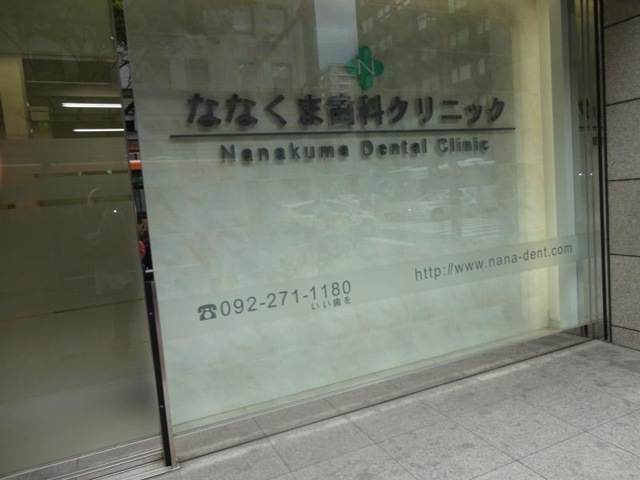 N
ななくま歯科クリニック
Nanakuma Dental Clinic
☎092-271-1180
いい歯を
http://www.nana-dent.com